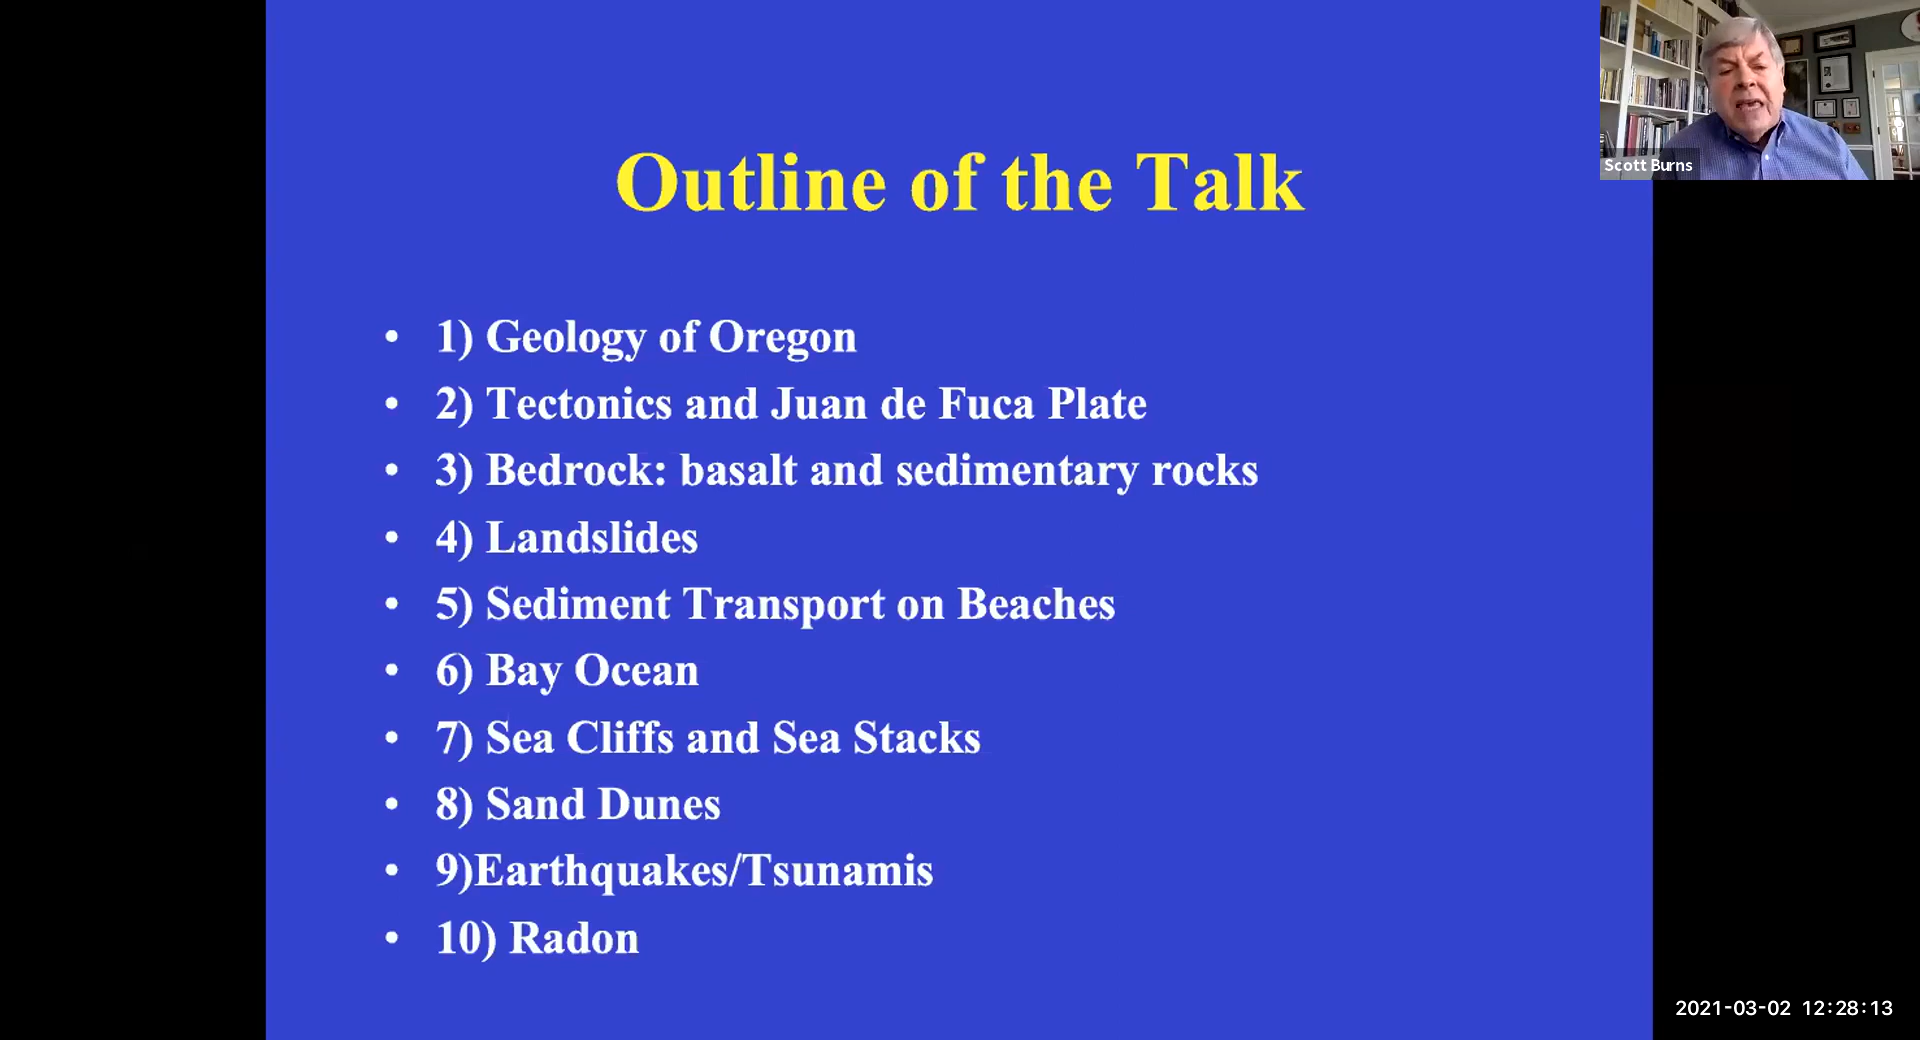 Outline of the Talk
• 1) Geology of Oregon
• 2) Tectonics and Juan de Fuca Plate
• 3) Bedrock: basalt and sedimentary rocks
• 4) Landslides
• 5) Sediment Transport on Beaches
• 6) Bay Ocean
• 7) Sea Cliffs and Sea Stacks
• 8) Sand Dunes
• 9)Earthquakes/Tsunamis
• 10) Radon
Scott Burns
2021-03-02 12:28:13